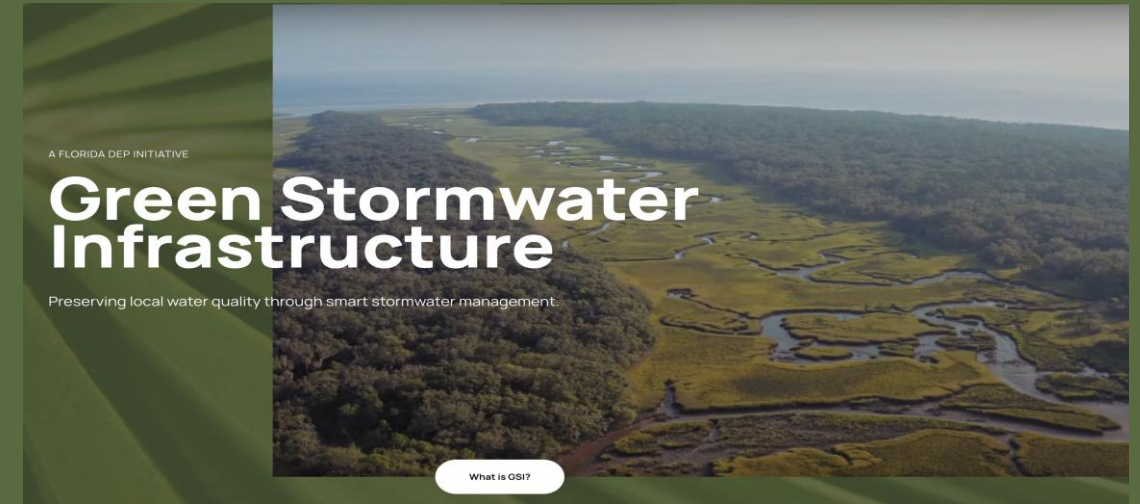 A FLORIDA DEP INITIATIVE
Green Stormwater
Infrastructure
Preserving local water quality through smart stormwater management.
What is GSI?